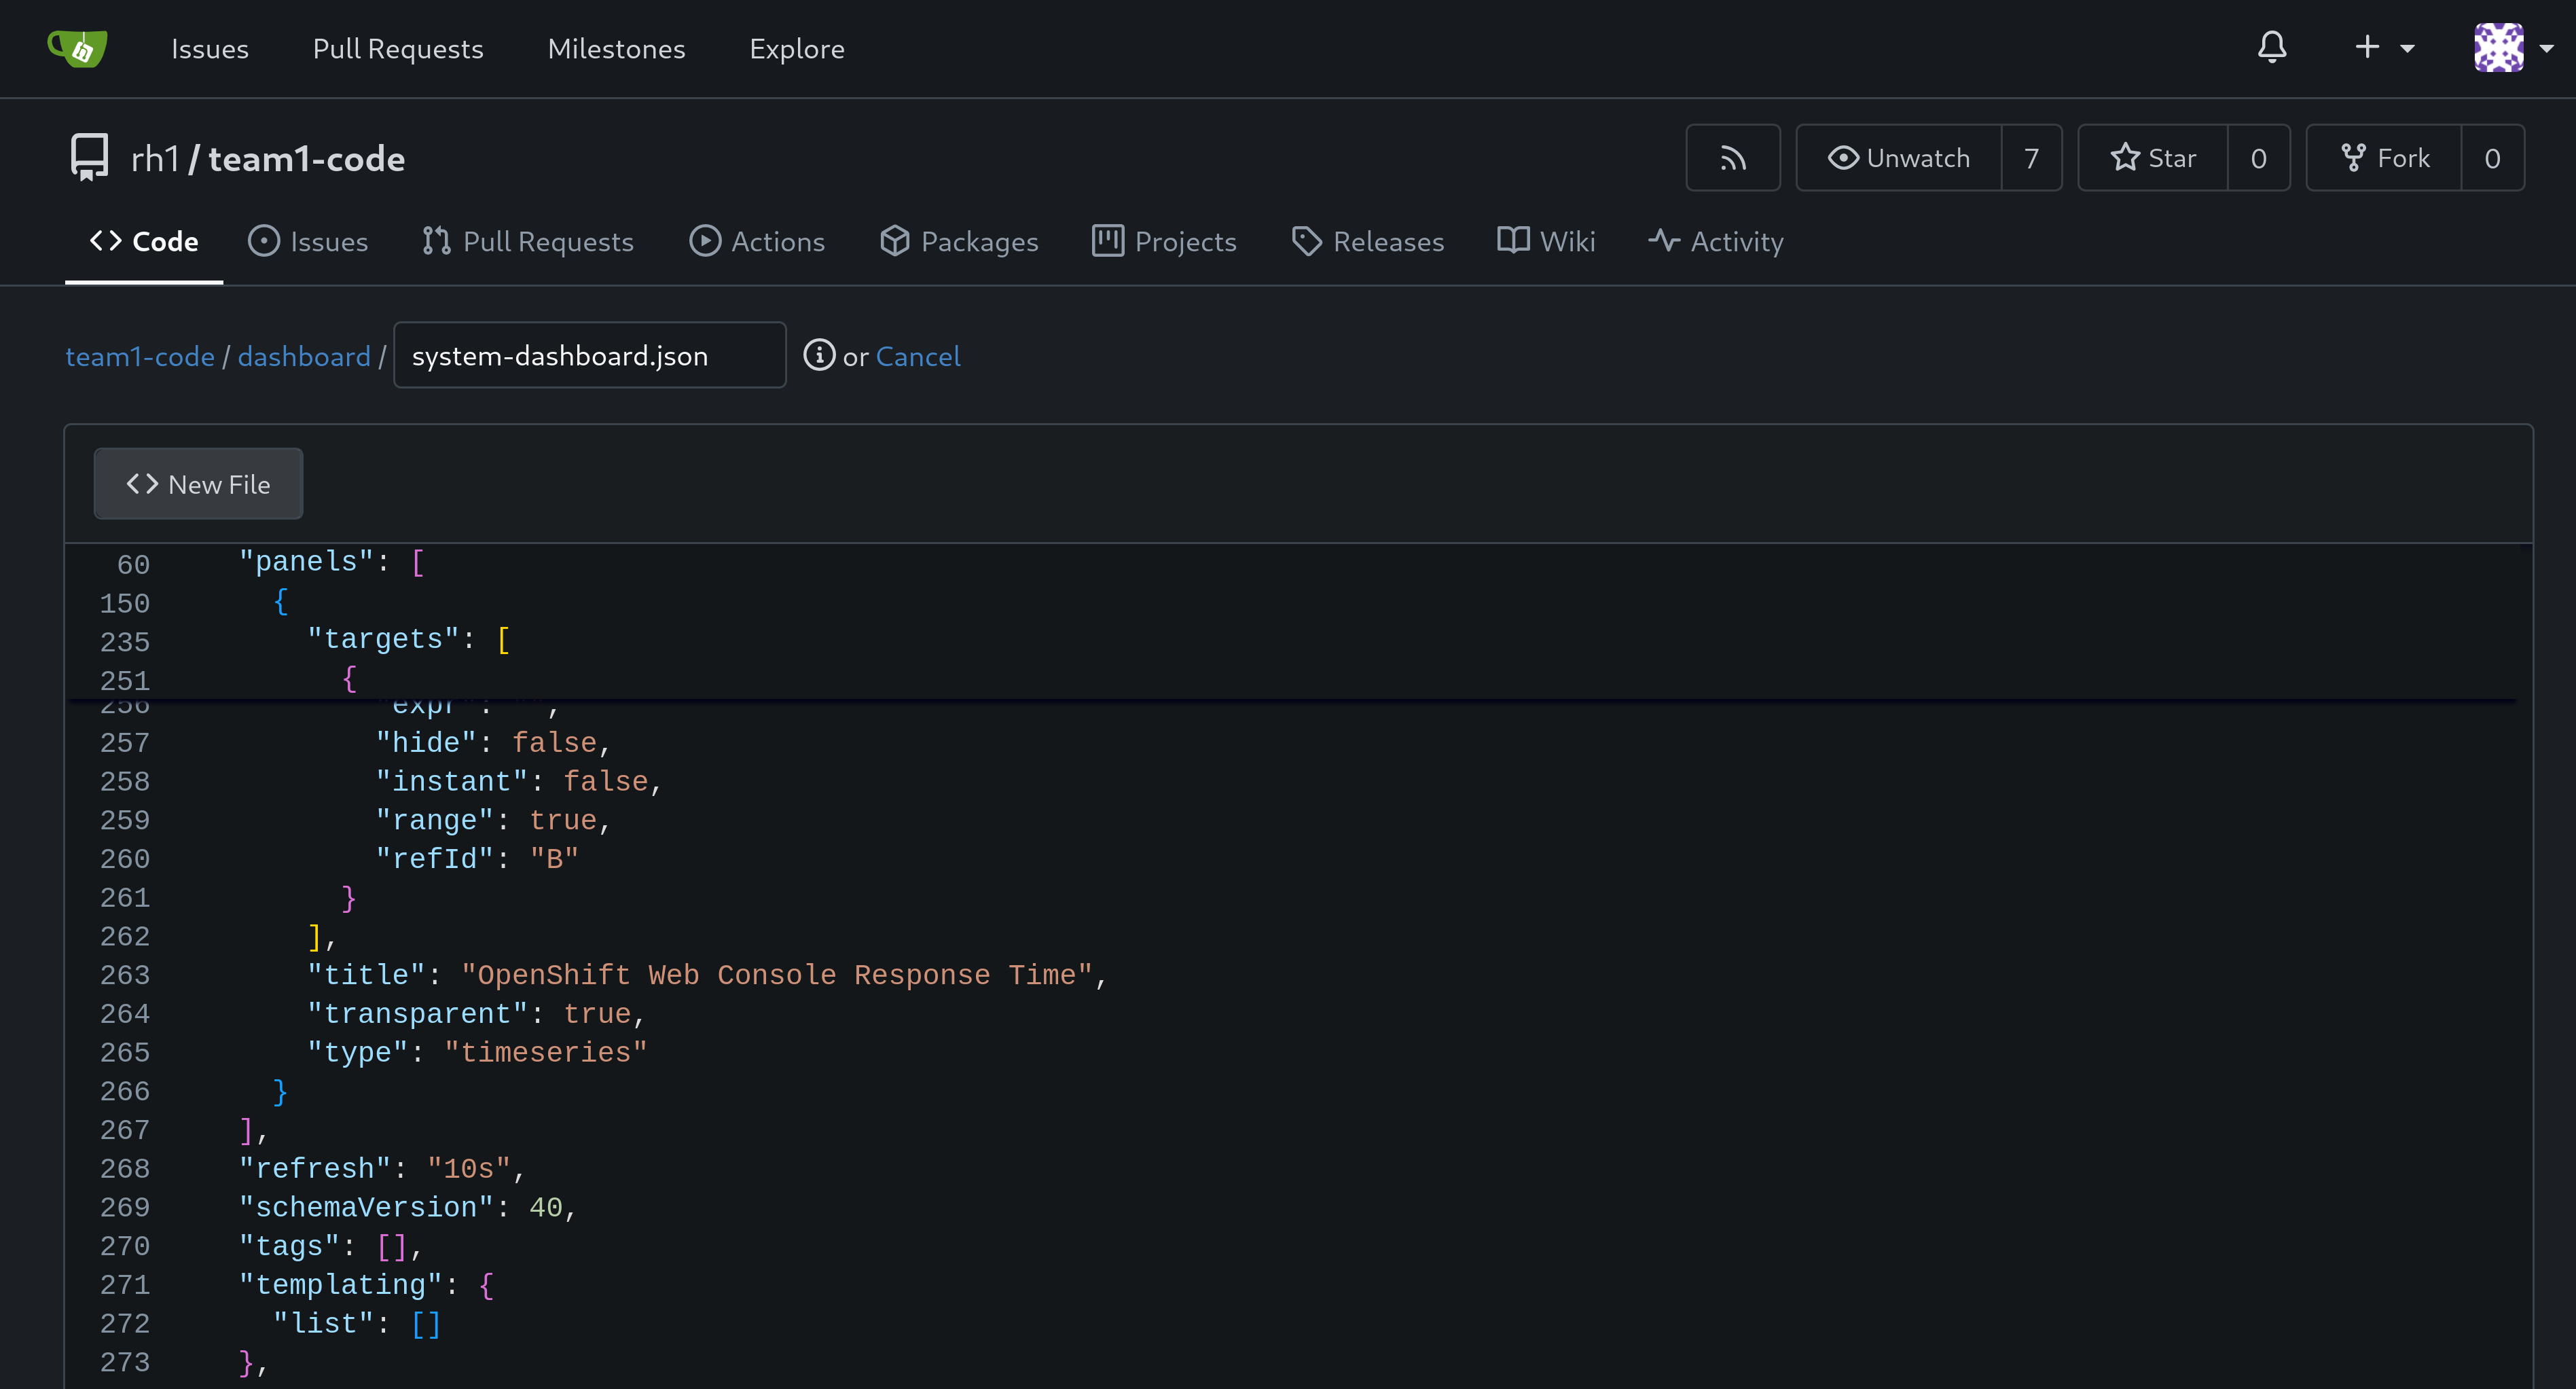 Issues Pull Requests Milestones Explore
rh1 / team1-code Unwatch 7 Star 0 Fork 0
Code Issues Pull Requests Actions Packages Projects Releases Wiki Activity
team1-code / dashboard / system-dashboard.json or Cancel
<> New File
60 "panels": [
150 {
235 "targets": [
251 {
256 "expr": "",
257 "hide": false,
258 "instant": false,
259 "range": true,
260 "refId": "B"
261 }
262 ],
263 "title": "OpenShift Web Console Response Time",
264 "transparent": true,
265 "type": "timeseries"
266 }
267 ],
268 "refresh": "10s",
269 "schemaVersion": 40,
270 "tags": [],
271 "templating": {
272 "list": []
273 },